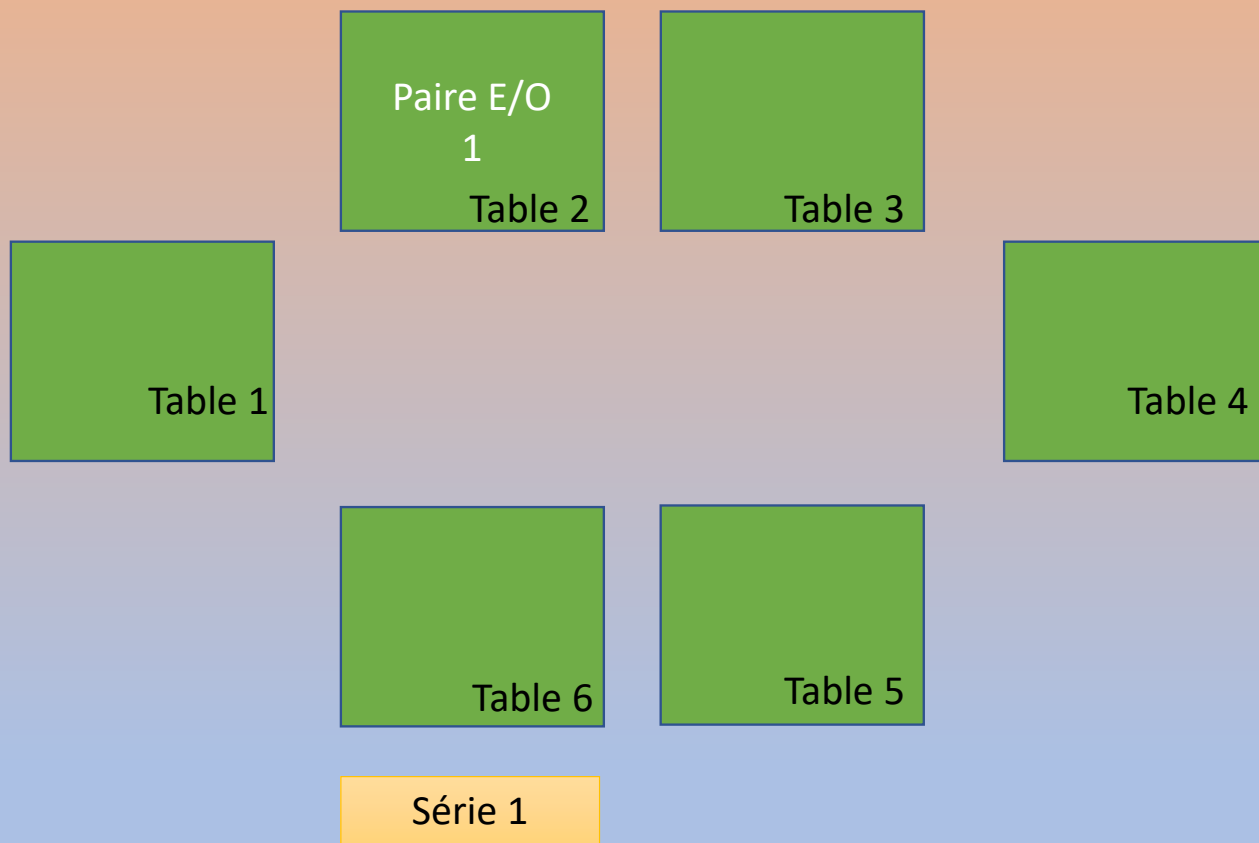 Paire E/O
1
Table 2
Table 3
Table 1
Table 4
Table 6
Table 5
Série 1